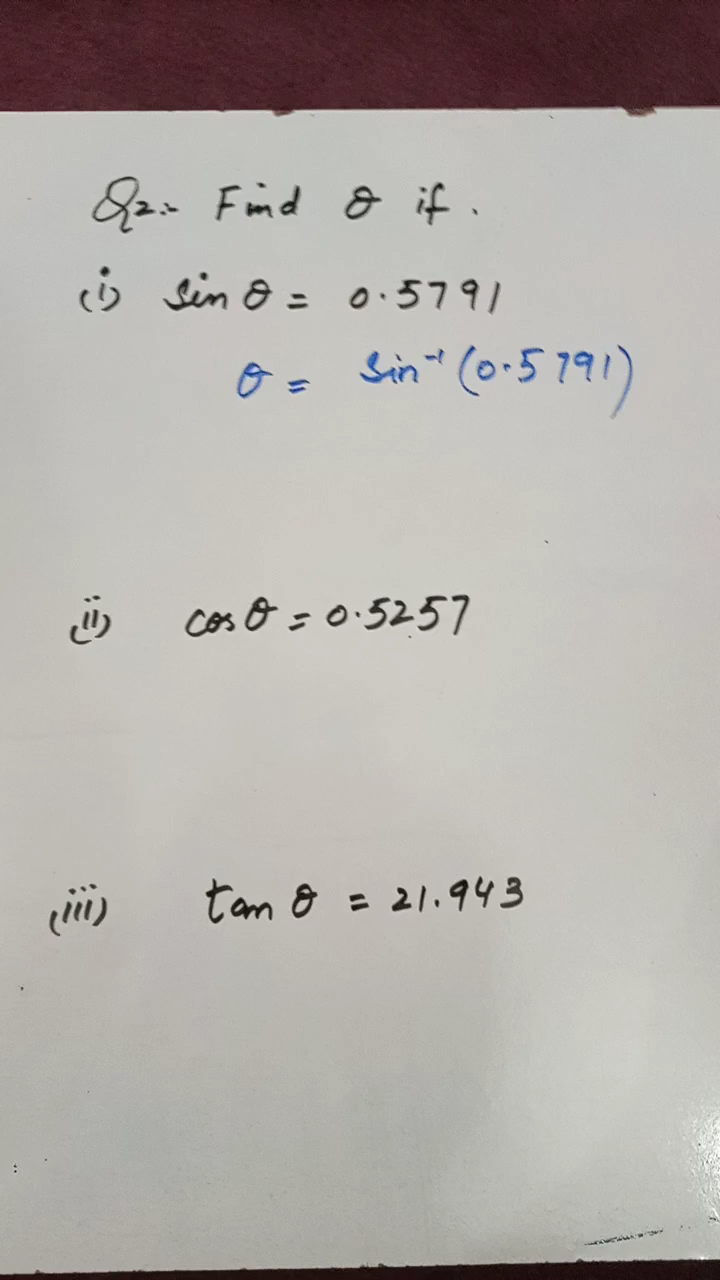 Q2:- Find θ if .
(i) sin θ = 0.5791
θ = sin⁻¹ (0.5791)
(ii) cos θ = 0.5257
(iii) tan θ = 21.943